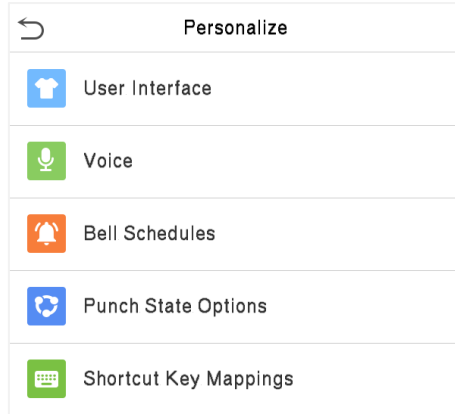 Personalize
User Interface
Voice
Bell Schedules
Punch State Options
Shortcut Key Mappings